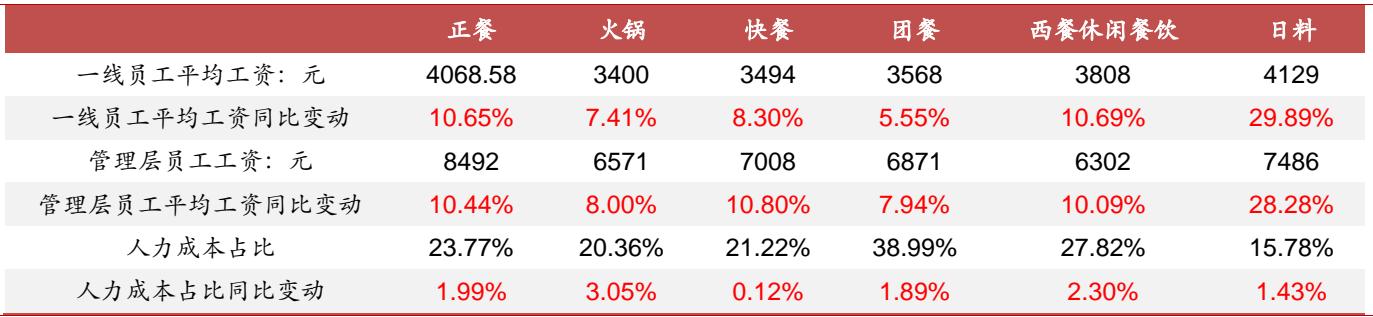 正餐 火锅 快餐 团餐 西餐休闲餐饮 日料
一线员工平均工资：元 4068.58 3400 3494 3568 3808 4129
一线员工平均工资同比变动 10.65% 7.41% 8.30% 5.55% 10.69% 29.89%
管理层员工工资：元 8492 6571 7008 6871 6302 7486
管理层员工平均工资同比变动 10.44% 8.00% 10.80% 7.94% 10.09% 28.28%
人力成本占比 23.77% 20.36% 21.22% 38.99% 27.82% 15.78%
人力成本占比同比变动 1.99% 3.05% 0.12% 1.89% 2.30% 1.43%